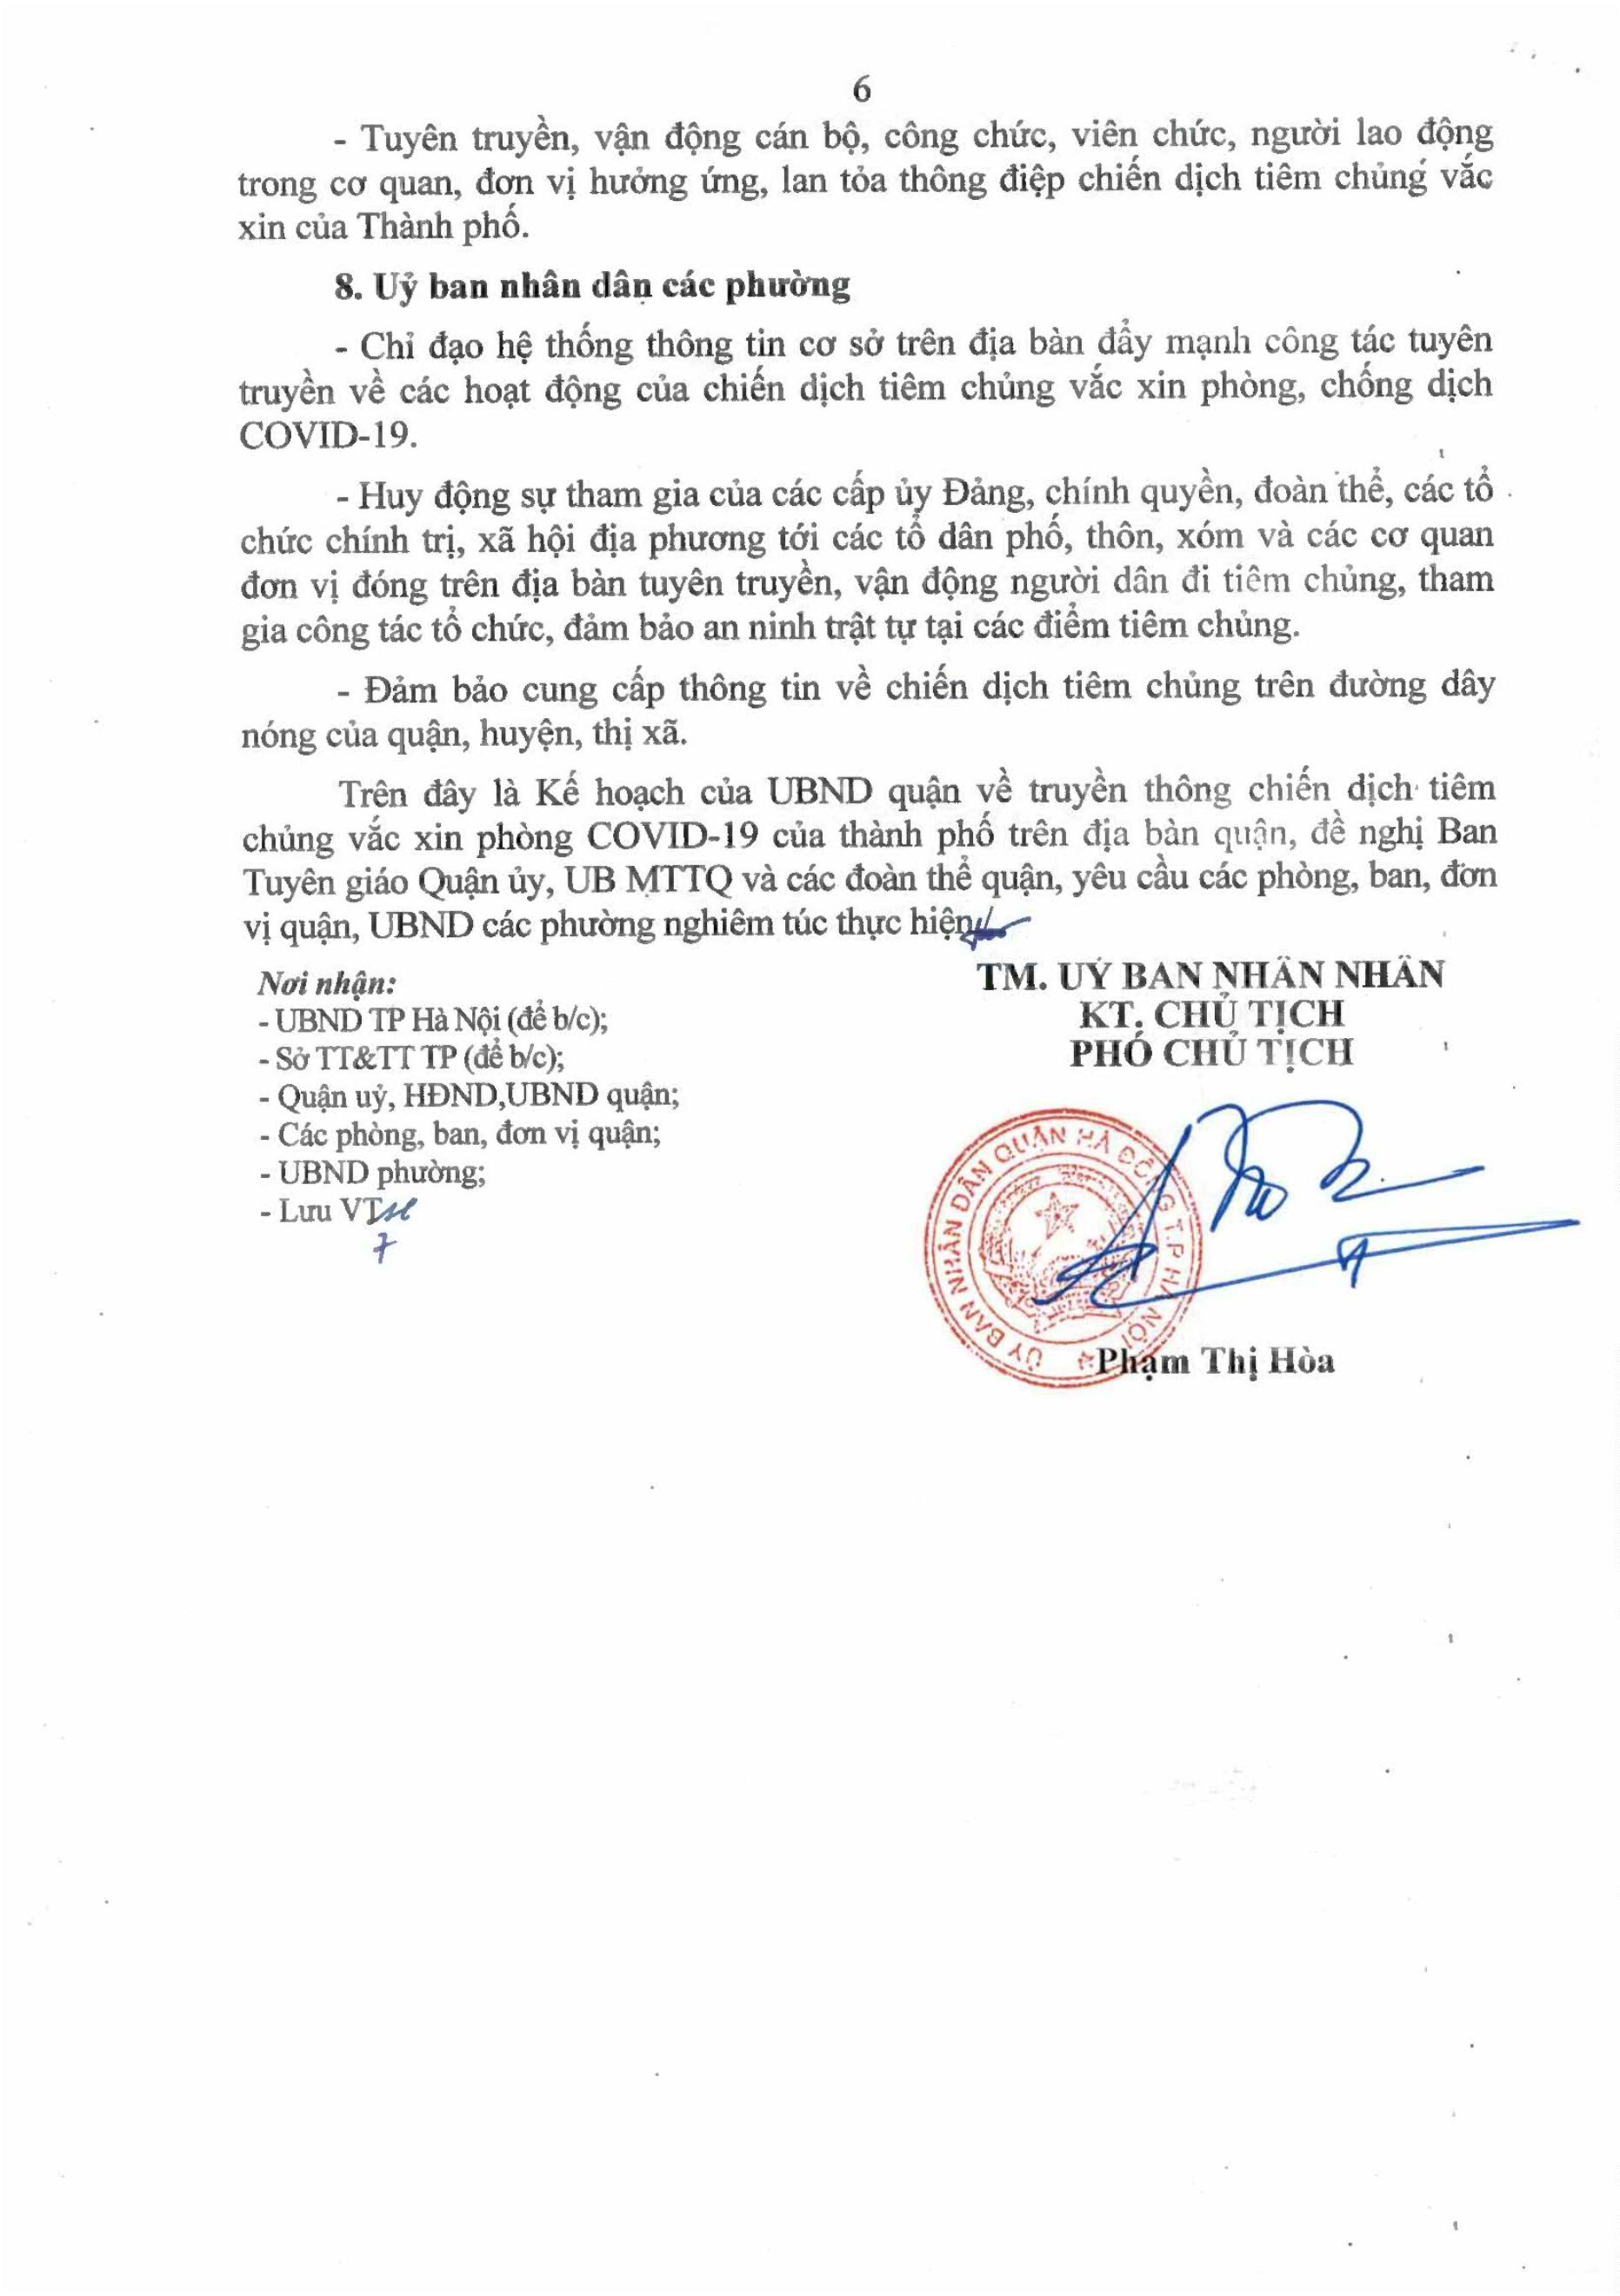 6
- Tuyên truyền, vận động cán bộ, công chức, viên chức, người lao động
trong cơ quan, đơn vị hưởng ứng, lan tỏa thông điệp chiến dịch tiêm chủng vắc
xin của Thành phố.
8. Uỷ ban nhân dân các phường
- Chỉ đạo hệ thống thông tin cơ sở trên địa bàn đẩy mạnh công tác tuyên
truyền về các hoạt động của chiến dịch tiêm chủng vắc xin phòng, chống dịch
COVID-19.
- Huy động sự tham gia của các cấp ủy Đảng, chính quyền, đoàn thể, các tổ
chức chính trị, xã hội địa phương tới các tổ dân phố, thôn, xóm và các cơ quan
đơn vị đóng trên địa bàn tuyên truyền, vận động người dân đi tiêm chủng, tham
gia công tác tổ chức, đảm bảo an ninh trật tự tại các điểm tiêm chủng.
- Đảm bảo cung cấp thông tin về chiến dịch tiêm chủng trên đường dây
nóng của quận, huyện, thị xã.
Trên đây là Kế hoạch của UBND quận về truyền thông chiến dịch tiêm
chủng vắc xin phòng COVID-19 của thành phố trên địa bàn quận, đề nghị Ban
Tuyên giáo Quận ủy, UB MTTQ và các đoàn thể quận, yêu cầu các phòng, ban, đơn
vị quận, UBND các phường nghiêm túc thực hiện
Nơi nhận:
- UBND TP Hà Nội (để b/c);
- Sở TT&TT TP (để b/c);
- Quận uỷ, HĐND,UBND quận;
- Các phòng, ban, đơn vị quận;
- UBND phường;
- Lưu VT
7
TM. UỶ BAN NHÂN NHÂN
KT. CHỦ TỊCH
PHÓ CHỦ TỊCH
ỦY BAN NHÂN DÂN QUẬN HÀ ĐÔNG T.P HÀ NỘI
Phạm Thị Hòa